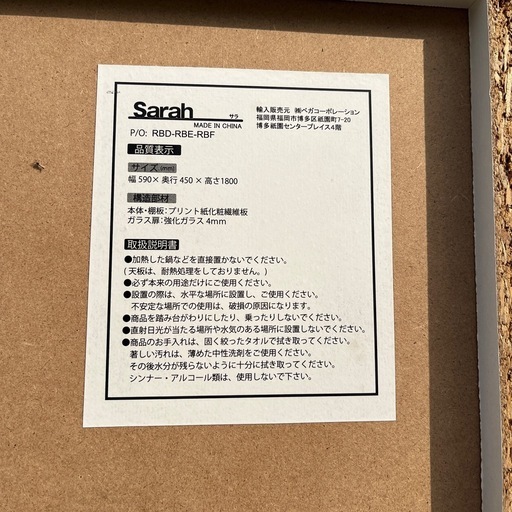 Sarah サラ
MADE IN CHINA
P/O: RBD-RBE-RBF
輸入販売元 ㈱ベガコーポレーション
福岡県福岡市博多区祇園町7-20
博多祇園センタープレイス4階
品質表示
サイズ(mm)
幅 590× 奥行 450 × 高さ1800
構造部材
本体・棚板：プリント紙化粧繊維板
ガラス扉：強化ガラス 4mm
取扱説明書
●加熱した鍋などを直接置かないでください。
(天板は、耐熱処理をしておりません。)
●必ず本来の用途だけにご使用ください。
●設置の際は、水平な場所に設置し、ご使用ください。
不安定な場所での使用は、破損の原因になります。
●商品を踏み台がわりにしたり、乗ったりしないでください。
●直射日光が当たる場所や水気のある場所に設置しないでください。
●商品のお手入れは、固く絞ったタオルで拭き取ってください。
著しい汚れは、薄めた中性洗剤をご使用ください。
その後水分が残らないように十分に拭き取ってください。
シンナー・アルコール類は、使用しないで下さい。